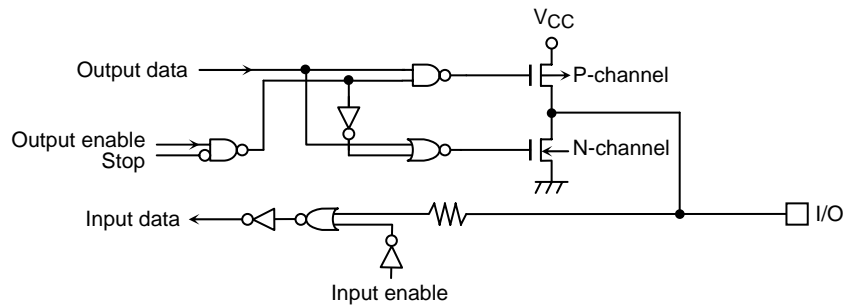 VCC
Output data
P-channel
Output enable
Stop
N-channel
Input data
I/O
Input enable